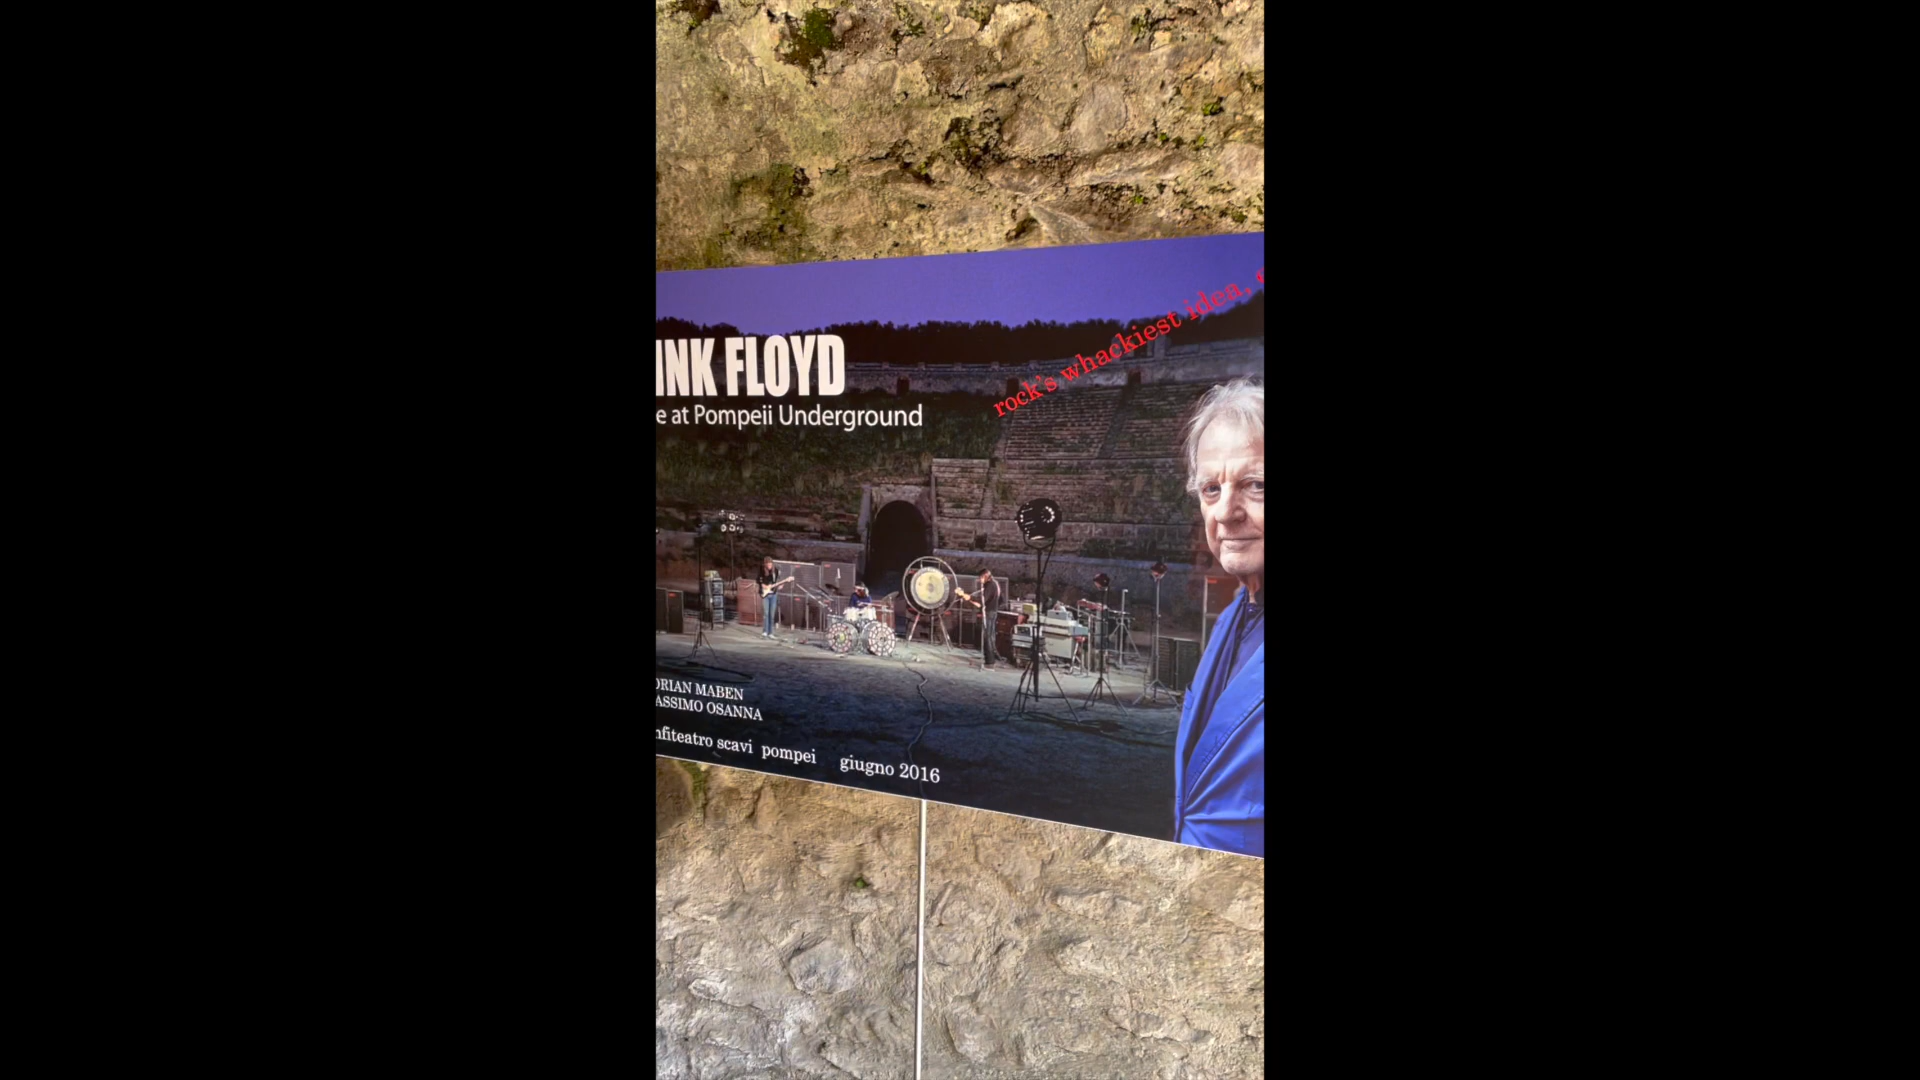 INK FLOYD
e at Pompeii Underground
rock's whackiest idea,
DRIAN MABEN
ASSIMO OSANNA
nfiteatro scavi pompei giugno 2016